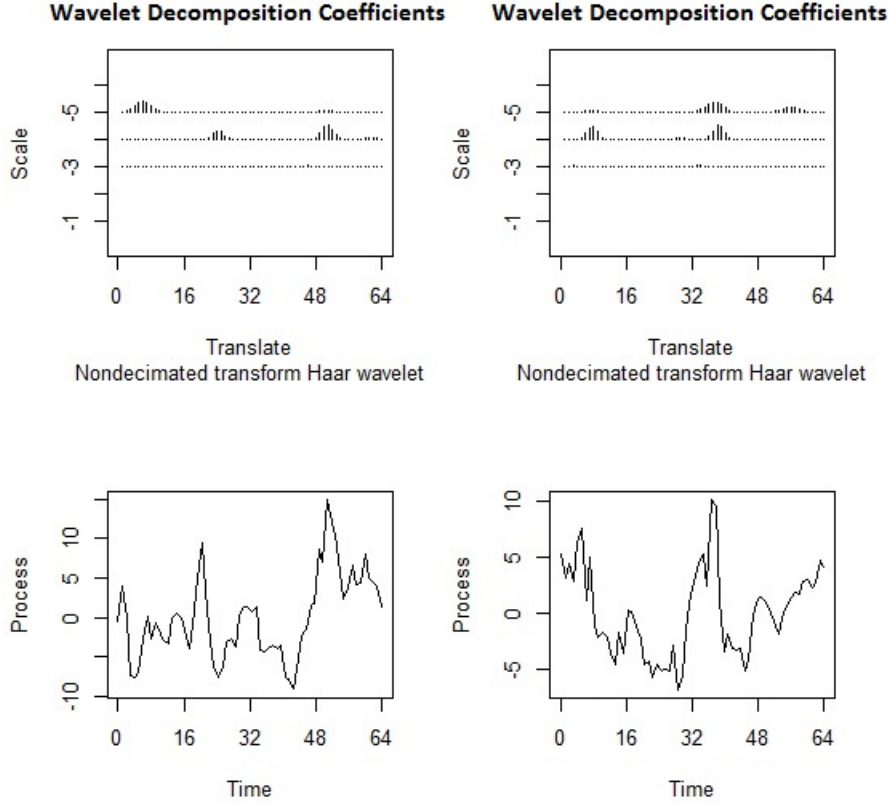 Wavelet Decomposition Coefficients
Scale
-5
-3
-1
0 16 32 48 64
Translate
Nondecimated transform Haar wavelet
Wavelet Decomposition Coefficients
Scale
-5
-3
-1
0 16 32 48 64
Translate
Nondecimated transform Haar wavelet
Process
10
5
0
-10
0 16 32 48 64
Time
Process
10
5
0
-5
0 16 32 48 64
Time